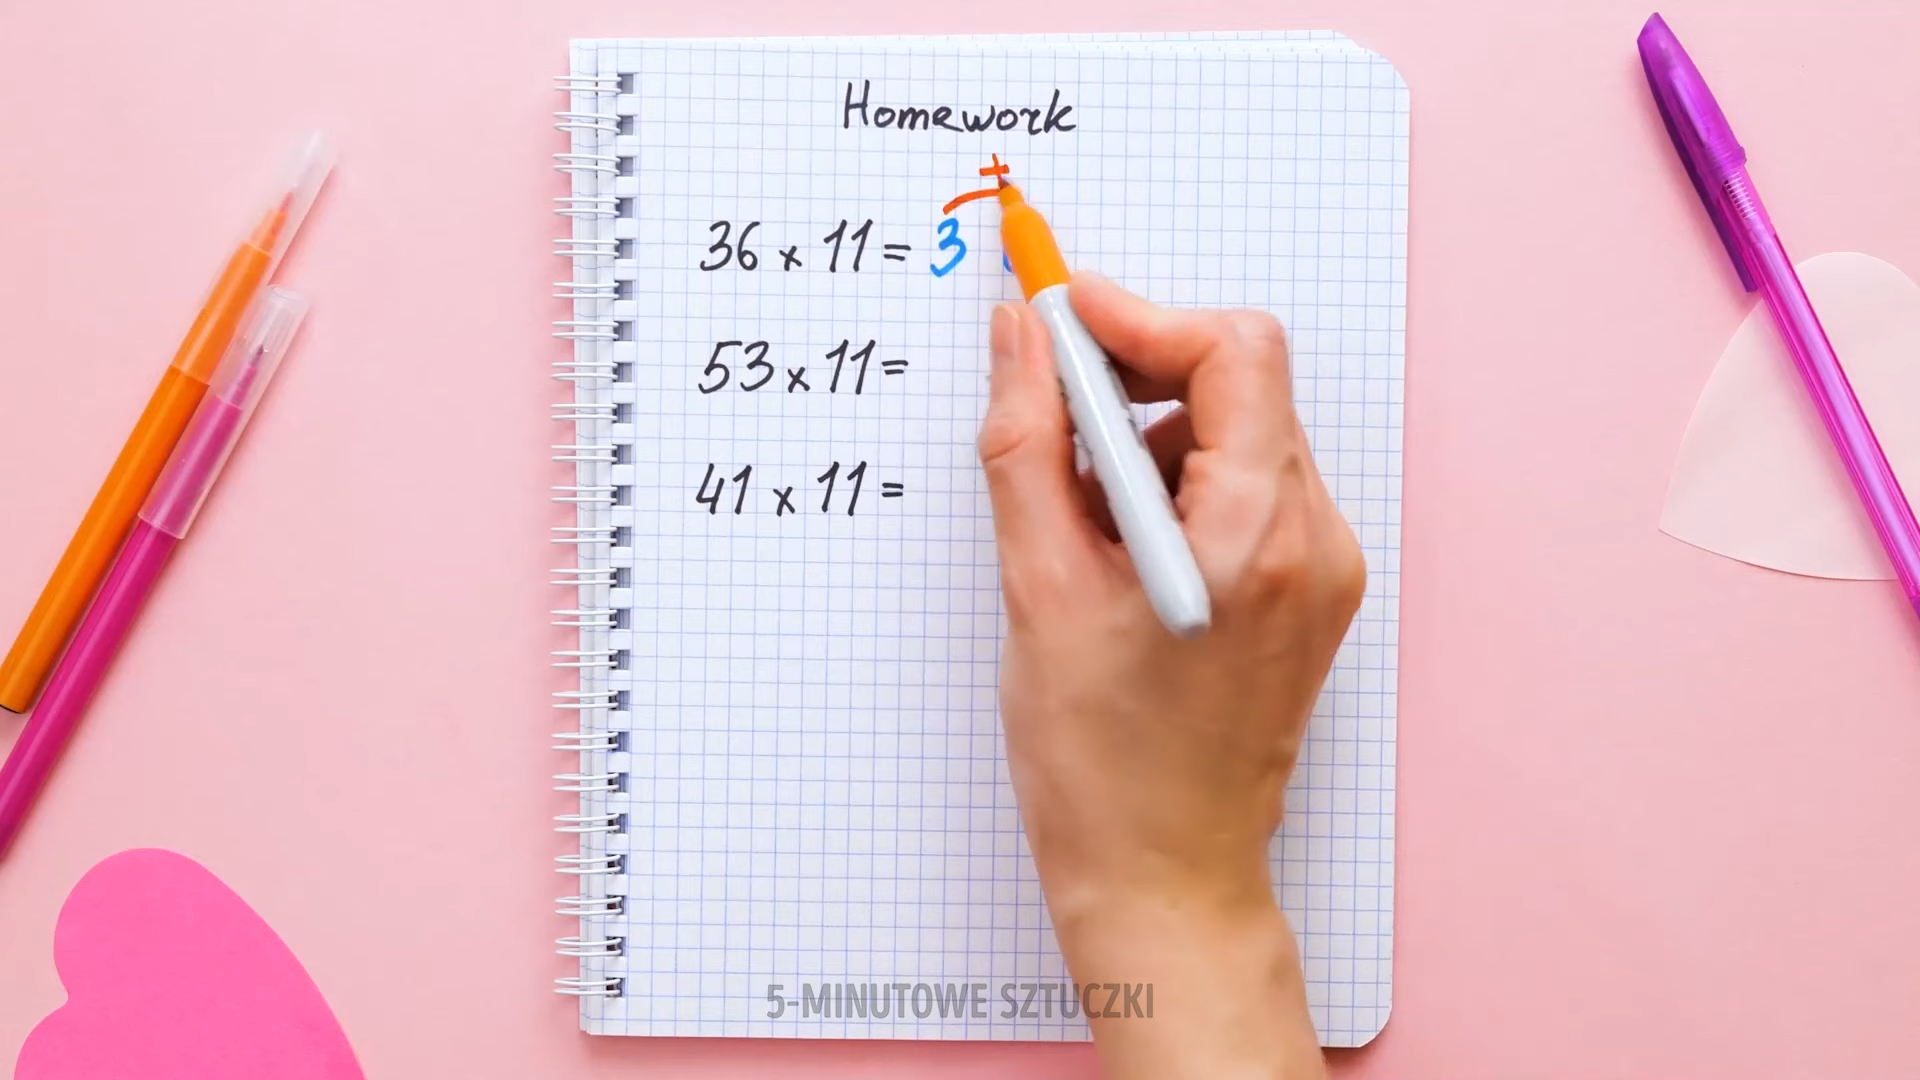 Homework
+
36 x 11 = 3
53 x 11 =
41 x 11 =
5-MINUTOWE SZTUCZKI